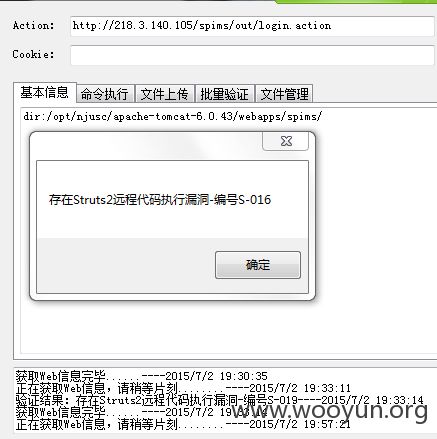 Action: http://218.3.140.105/spims/out/login.action
Cookie:
基本信息 命令执行 文件上传 批量验证 文件管理
dir:/opt/njusc/apache-tomcat-6.0.43/webapps/spims/
存在Struts2远程代码执行漏洞-编号S-016
确定
获取Web信息完毕......----2015/7/2 19:30:35
正在获取Web信息，请稍等片刻........----2015/7/2 19:33:11
验证结果：存在Struts2远程代码执行漏洞-编号S-019----2015/7/2 19:33:14
获取Web信息完毕......----2015/7/2
正在获取Web信息，请稍等片刻........----2015/7/2 19:57:21
www.wooyun.org